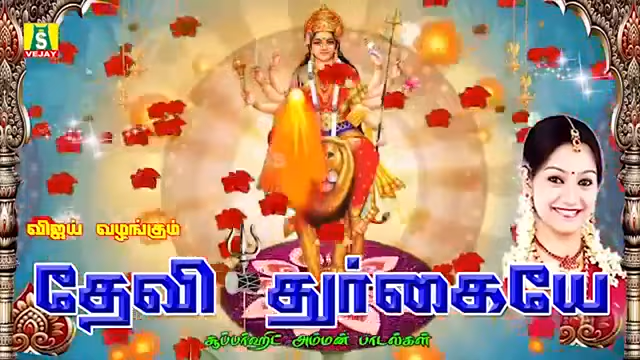 S
VEJAY
விஜய் வழங்கும்
தேவி துர்கையே
சூப்பர்ஹிட் அம்மன் பாடல்கள்